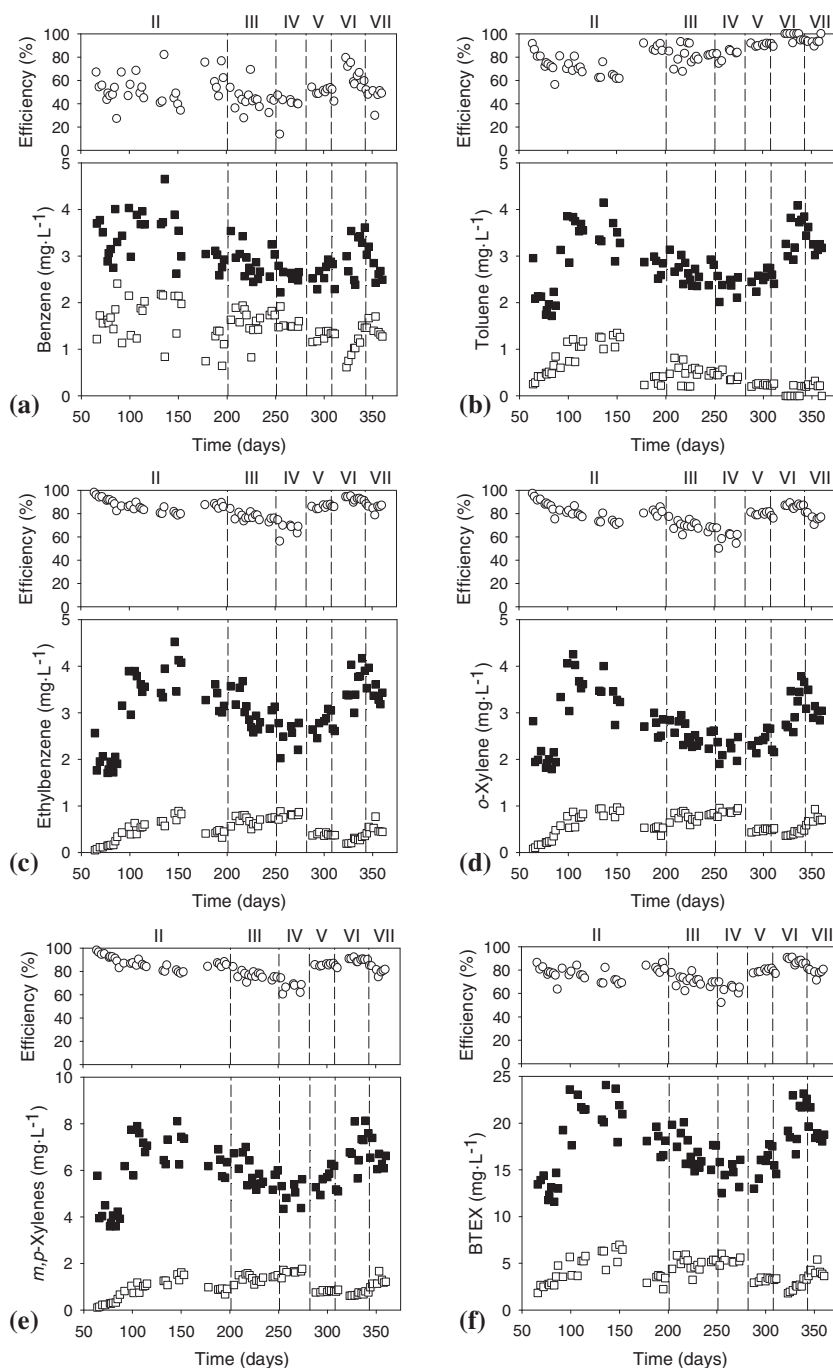 II III IV V VI VII
100
80
60
40
20
0
Efficiency (%)
5
4
3
2
1
0
Benzene (mg·L-1)
50 100 150 200 250 300 350
Time (days)
(a)
II III IV V VI VII
100
80
60
40
20
0
Efficiency (%)
5
4
3
2
1
0
Toluene (mg·L-1)
50 100 150 200 250 300 350
Time (days)
(b)
II III IV V VI VII
100
80
60
40
20
0
Efficiency (%)
5
4
3
2
1
0
Ethylbenzene (mg·L-1)
50 100 150 200 250 300 350
Time (days)
(c)
II III IV V VI VII
100
80
60
40
20
0
Efficiency (%)
5
4
3
2
1
0
o-Xylene (mg·L-1)
50 100 150 200 250 300 350
Time (days)
(d)
II III IV V VI VII
100
80
60
40
20
0
Efficiency (%)
10
8
6
4
2
0
m,p-Xylenes (mg·L-1)
50 100 150 200 250 300 350
Time (days)
(e)
II III IV V VI VII
100
80
60
40
20
0
Efficiency (%)
25
20
15
10
5
0
BTEX (mg·L-1)
50 100 150 200 250 300 350
Time (days)
(f)